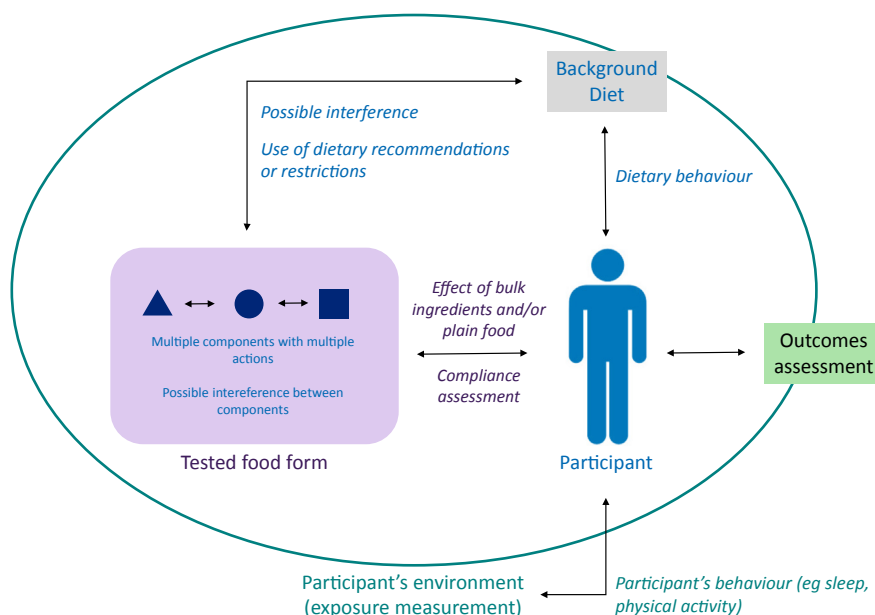 Background
Diet
Possible interference
Use of dietary recommendations
or restrictions
Dietary behaviour
Effect of bulk
ingredients and/or
plain food
Multiple components with multiple
actions
Possible intereference between
components
Compliance
assessment
Outcomes
assessment
Tested food form
Participant
Participant's environment
(exposure measurement)
Participant's behaviour (eg sleep,
physical activity)